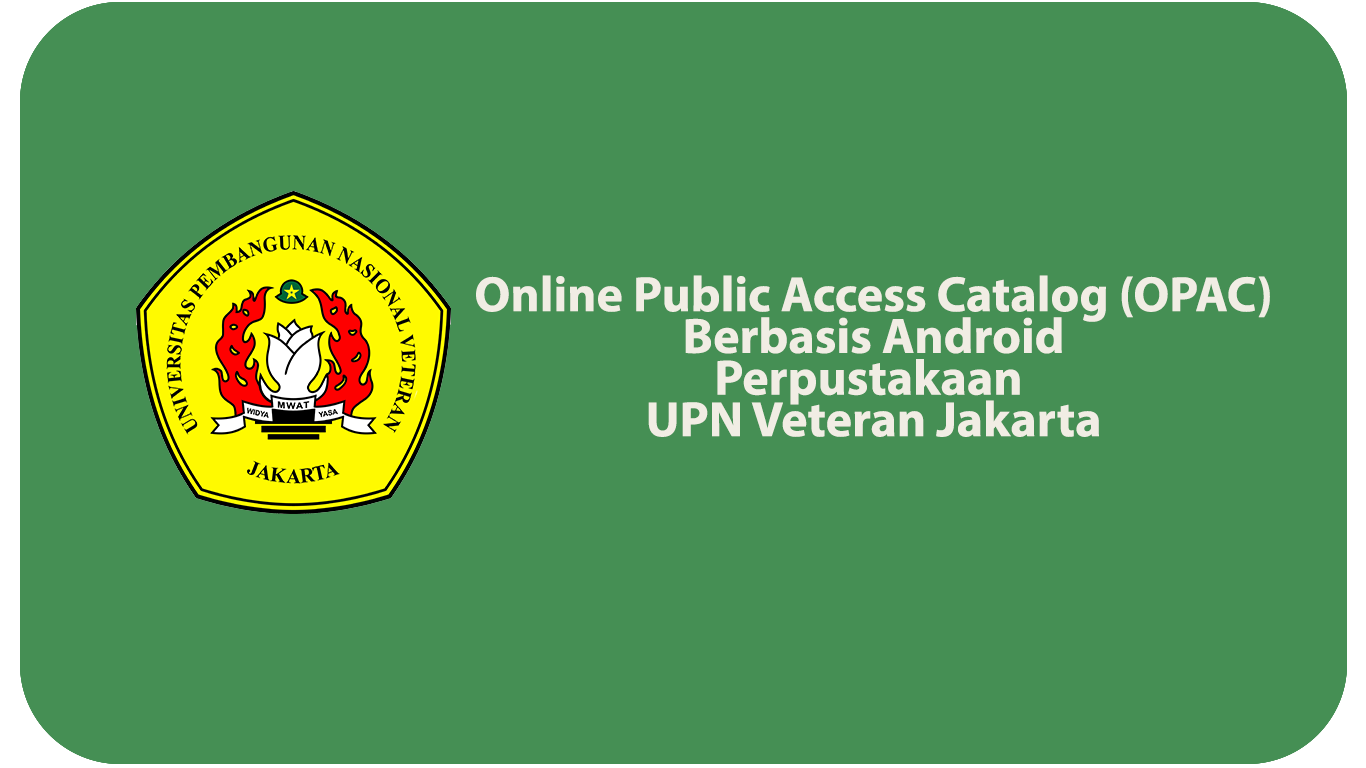 UNIVERSITAS PEMBANGUNAN NASIONAL VETERAN
WIDYA MWAT YASA
JAKARTA
Online Public Access Catalog (OPAC)
Berbasis Android
Perpustakaan
UPN Veteran Jakarta